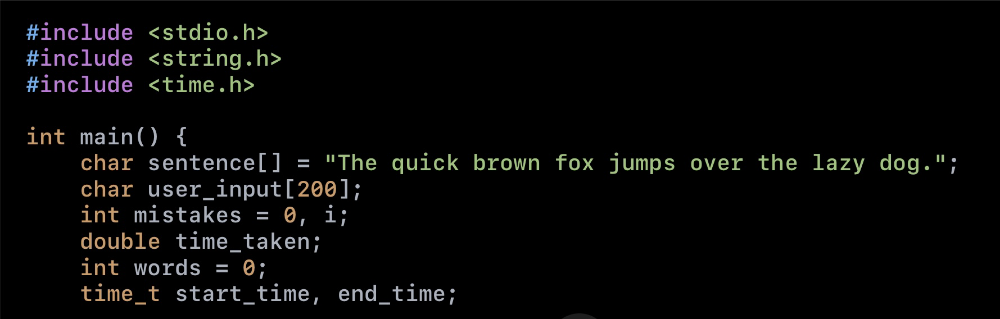 #include <stdio.h>
#include <string.h>
#include <time.h>

int main() {
    char sentence[] = "The quick brown fox jumps over the lazy dog.";
    char user_input[200];
    int mistakes = 0, i;
    double time_taken;
    int words = 0;
    time_t start_time, end_time;